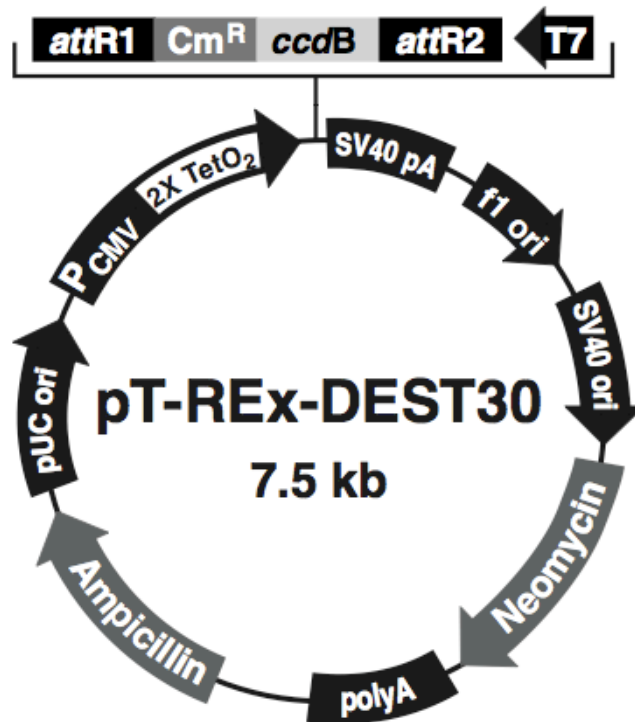 attR1 CmR ccdB attR2 T7
PCMV 2X TetO2
SV40 pA
f1 ori
SV40 ori
Neomycin
polyA
Ampicillin
pUC ori
pT-REx-DEST30
7.5 kb